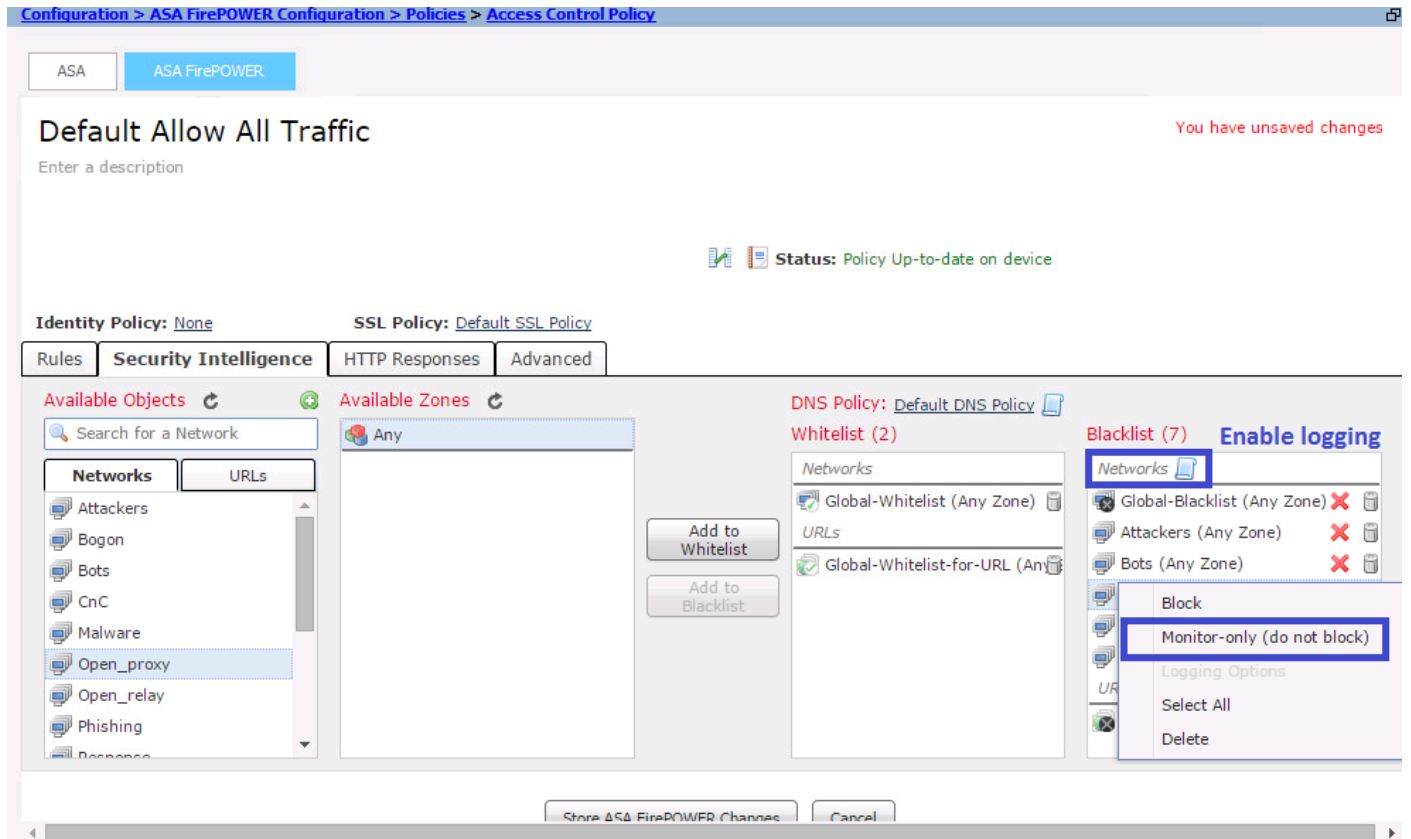 Configuration > ASA FirePOWER Configuration > Policies > Access Control Policy
ASA
ASA FirePOWER
Default Allow All Traffic
You have unsaved changes
Enter a description
Status: Policy Up-to-date on device
Identity Policy: None
SSL Policy: Default SSL Policy
Rules
Security Intelligence
HTTP Responses
Advanced
Available Objects
Search for a Network
Networks
URLs
Attackers
Bogon
Bots
CnC
Malware
Open_proxy
Open_relay
Phishing
Response
Available Zones
Any
Add to
Whitelist
Add to
Blacklist
DNS Policy: Default DNS Policy
Whitelist (2)
Networks
Global-Whitelist (Any Zone)
URLs
Global-Whitelist-for-URL (Any
Blacklist (7)
Enable logging
Networks
Global-Blacklist (Any Zone)
Attackers (Any Zone)
Bots (Any Zone)
UR
Block
Monitor-only (do not block)
Logging Options
Select All
Delete
Store ASA FirePOWER Changes
Cancel